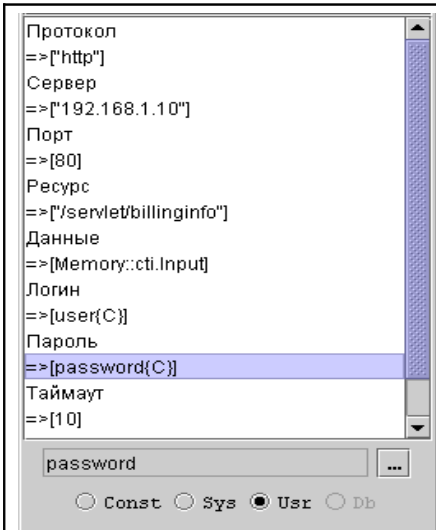 Протокол
=>["http"]
Сервер
=>["192.168.1.10"]
Порт
=>[80]
Ресурс
=>["/servlet/billinginfo"]
Данные
=>[Memory::cti.Input]
Логин
=>[user{C}]
Пароль
=>[password{C}]
Таймаут
=>[10]
password ...
Const Sys Usr Db